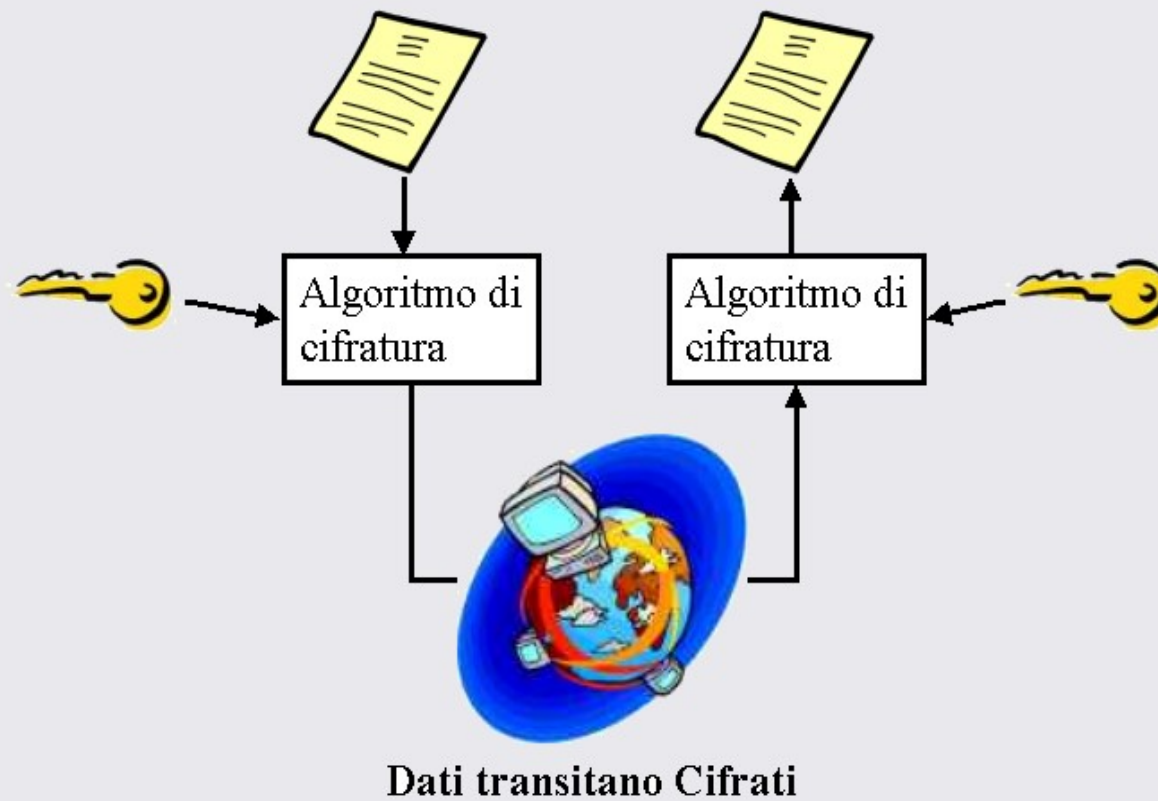 Algoritmo di
cifratura
Algoritmo di
cifratura
Dati transitano Cifrati